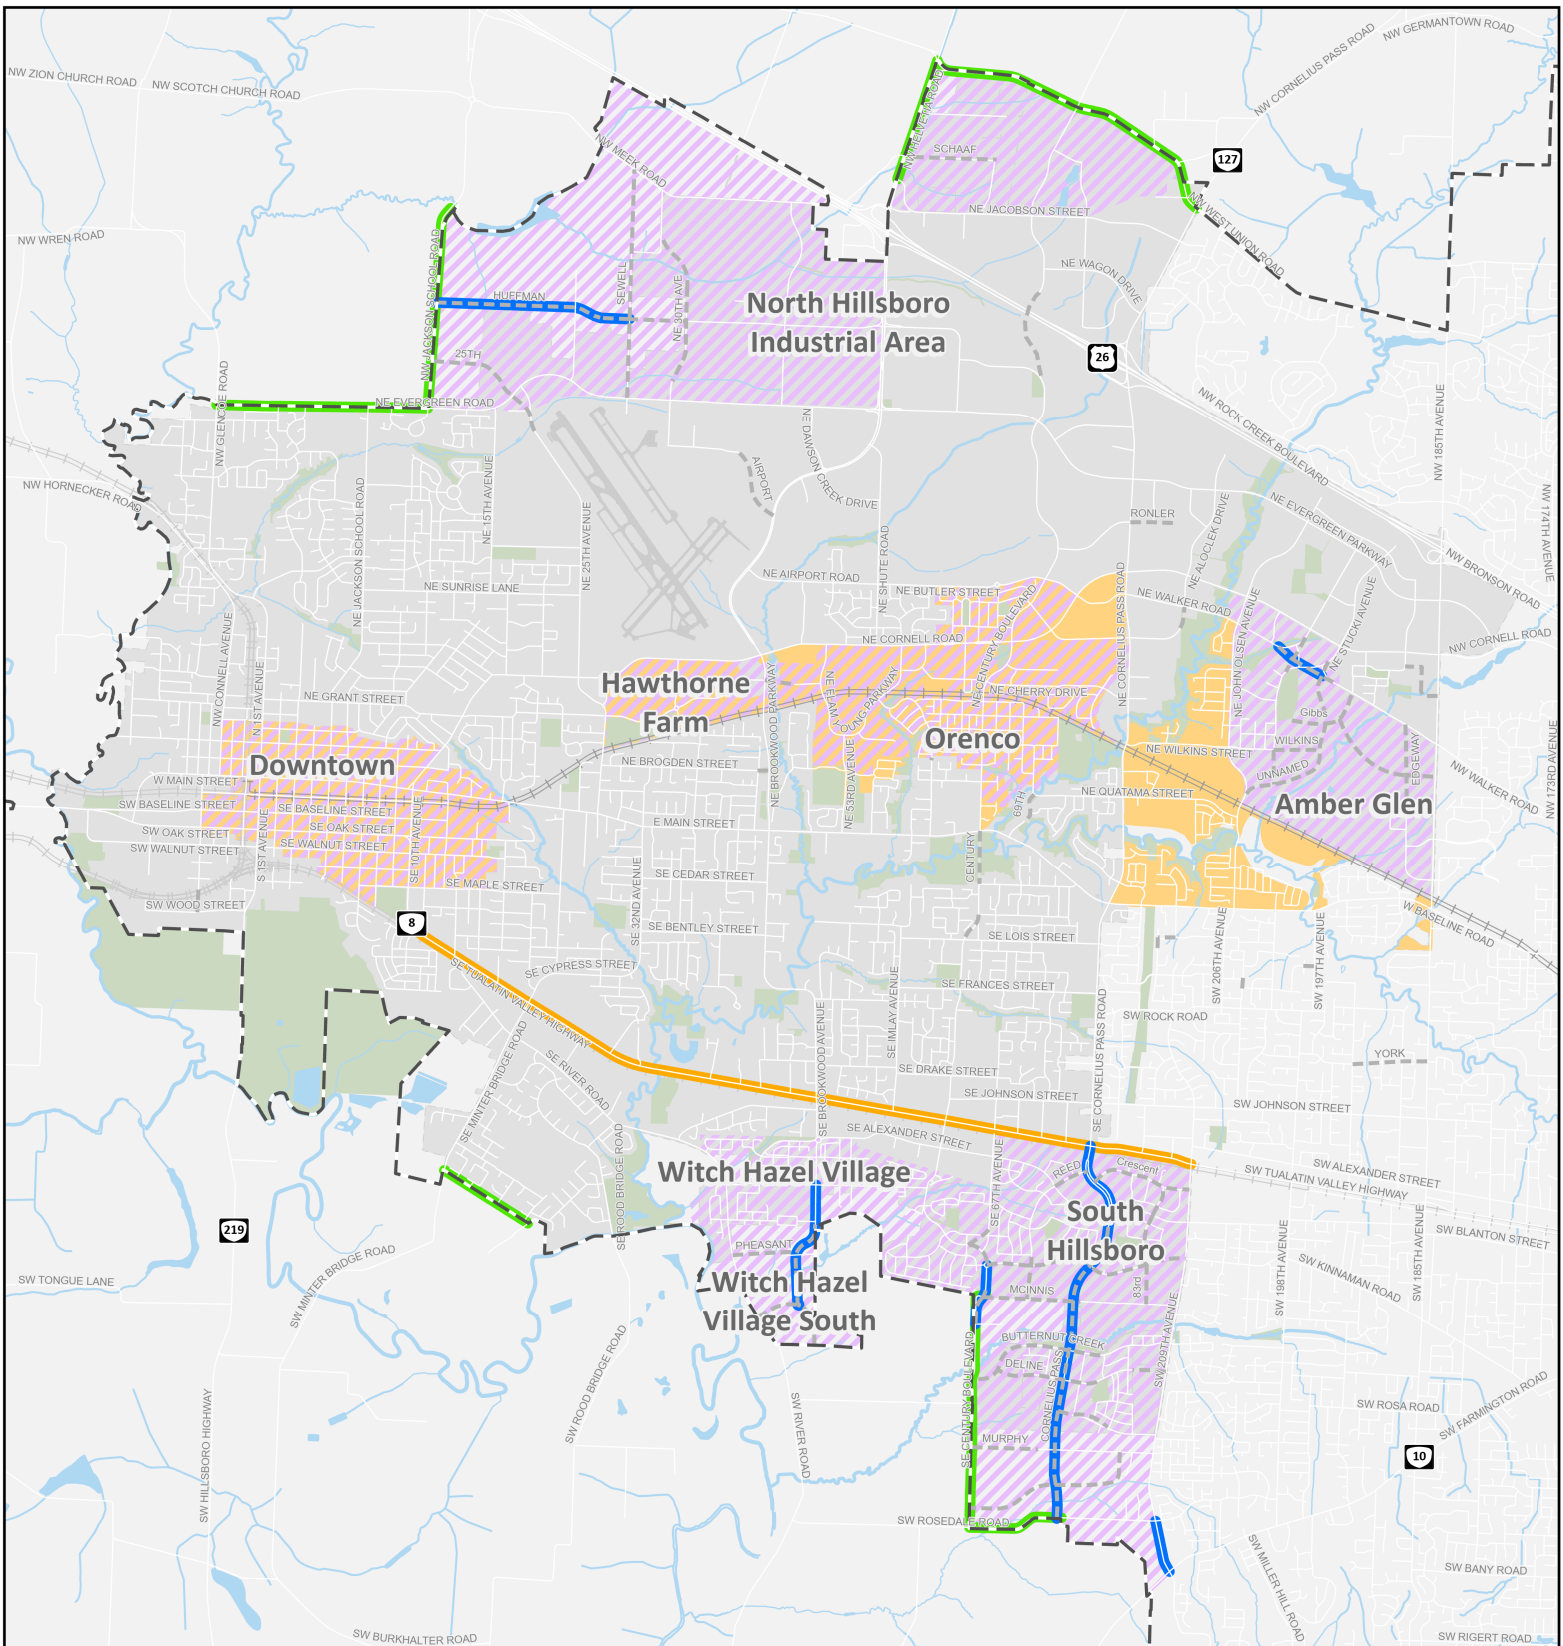 NW GERMANTOWN ROAD
NW CORNELIUS PASS ROAD
NW ZION CHURCH ROAD
NW SCOTCH CHURCH ROAD
NW HELVETIA ROAD
SCHAAF
127
NW MEEK ROAD
NE JACOBSON STREET
NW WEST UNION ROAD
NW WREN ROAD
NW JACKSON SCHOOL ROAD
HUFFMAN
SEWELL
NE 30TH AVE
NE WAGON DRIVE
North Hillsboro
Industrial Area
26
25TH
NW GLENCOE ROAD
NE EVERGREEN ROAD
NW ROCK CREEK BOULEVARD
NW 185TH AVENUE
NE DAWSON CREEK DRIVE
NW HORNECKER ROAD
NE JACKSON SCHOOL ROAD
NE 15TH AVENUE
NE 25TH AVENUE
AIRPORT
RONLER
NE ALOCLEK DRIVE
NE EVERGREEN PARKWAY
NW 174TH AVENUE
NW BRONSON ROAD
NE SHUTE ROAD
NE AIRPORT ROAD
NE SUNRISE LANE
NE BUTLER STREET
NE CENTURY BOULEVARD
NE CORNELIUS PASS ROAD
NE WALKER ROAD
NE JOHN OLSEN AVENUE
NE STUCKI AVENUE
NW CORNELL ROAD
NE CORNELL ROAD
NW CONNELL AVENUE
N 1ST AVENUE
NE GRANT STREET
Hawthorne
Farm
NE BROOKWOOD PARKWAY
NE ELAM YOUNG PARKWAY
NE CHERRY DRIVE
Orenco
Gibbs
WILKINS
NE WILKINS STREET
UNNAMED
EDGEWAY
NW WALKER ROAD
NW 173RD AVENUE
Downtown
W MAIN STREET
NE BROGDEN STREET
NE 53RD AVENUE
NE QUATAMA STREET
Amber Glen
SW BASELINE STREET
SE BASELINE STREET
SE 10TH AVENUE
E MAIN STREET
69TH
CENTURY
SW OAK STREET
SE OAK STREET
SW WALNUT STREET
SE WALNUT STREET
S 1ST AVENUE
SE MAPLE STREET
SE CEDAR STREET
SW WOOD STREET
8
SE 32ND AVENUE
SE BENTLEY STREET
SE LOIS STREET
SW 206TH AVENUE
SW 197TH AVENUE
W BASELINE ROAD
SE CYPRESS STREET
SE TUALATIN VALLEY HIGHWAY
SE FRANCES STREET
SE IMLAY AVENUE
SE BROOKWOOD AVENUE
SE CORNELIUS PASS ROAD
SW ROCK ROAD
YORK
SE MINTER BRIDGE ROAD
SE RIVER ROAD
SE DRAKE STREET
SE JOHNSON STREET
SW JOHNSON STREET
SE ALEXANDER STREET
SE ROOD BRIDGE ROAD
Witch Hazel Village
SE 67TH AVENUE
REED
Crescent
SW ALEXANDER STREET
SW TUALATIN VALLEY HIGHWAY
219
South
Hillsboro
SW BLANTON STREET
PHEASANT
SW TONGUE LANE
SW MINTER BRIDGE ROAD
Witch Hazel
Village South
MCINNIS
83rd
SW 198TH AVENUE
SW KINNAMAN ROAD
SW 185TH AVENUE
BUTTERNUT CREEK
DELINE
SE CENTURY BOULEVARD
CORNELIUS PASS
SW 209TH AVENUE
SW ROOD BRIDGE ROAD
SW RIVER ROAD
SW HILLSBORO HIGHWAY
SW ROSA ROAD
SW FARMINGTON ROAD
MURPHY
10
SW ROSEDALE ROAD
SW MILLER HILL ROAD
SW BANY ROAD
SW BURKHALTER ROAD
SW RIGERT ROAD